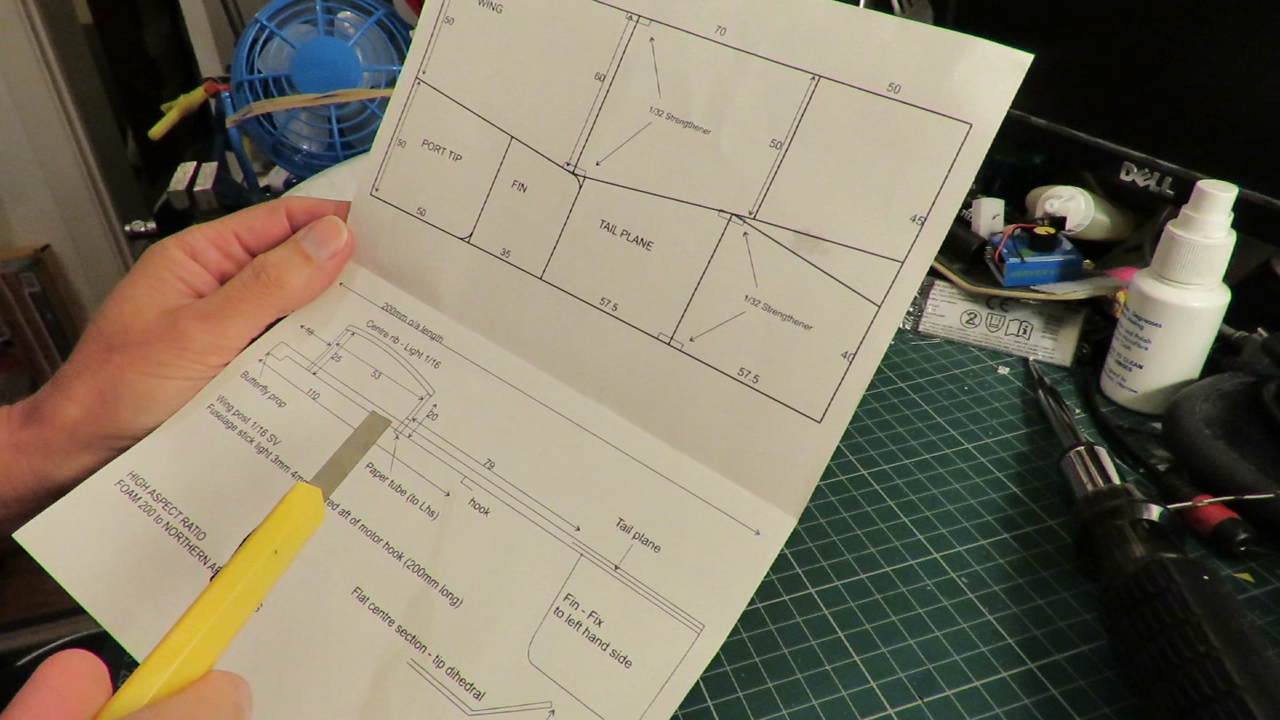 WING
50
60
70
50
1/32 Strengthener
50
45
50
PORT TIP
FIN
TAIL PLANE
50
35
57.5
1/32 Strengthener
57.5
40
200mm o/a length
Centre rib - Light 1/16
25
53
20
Butterfly prop
110
Wing post 1/16 SV
Fuselage stick light 3mm
aft of motor hook (200mm long)
Paper tube (to Lhs)
79
hook
Tail plane
HIGH ASPECT RATIO
FOAM 200 to NORTHERN
Flat centre section - tip dihedral
Fin - Fix
to left hand side
DELL
CE
2